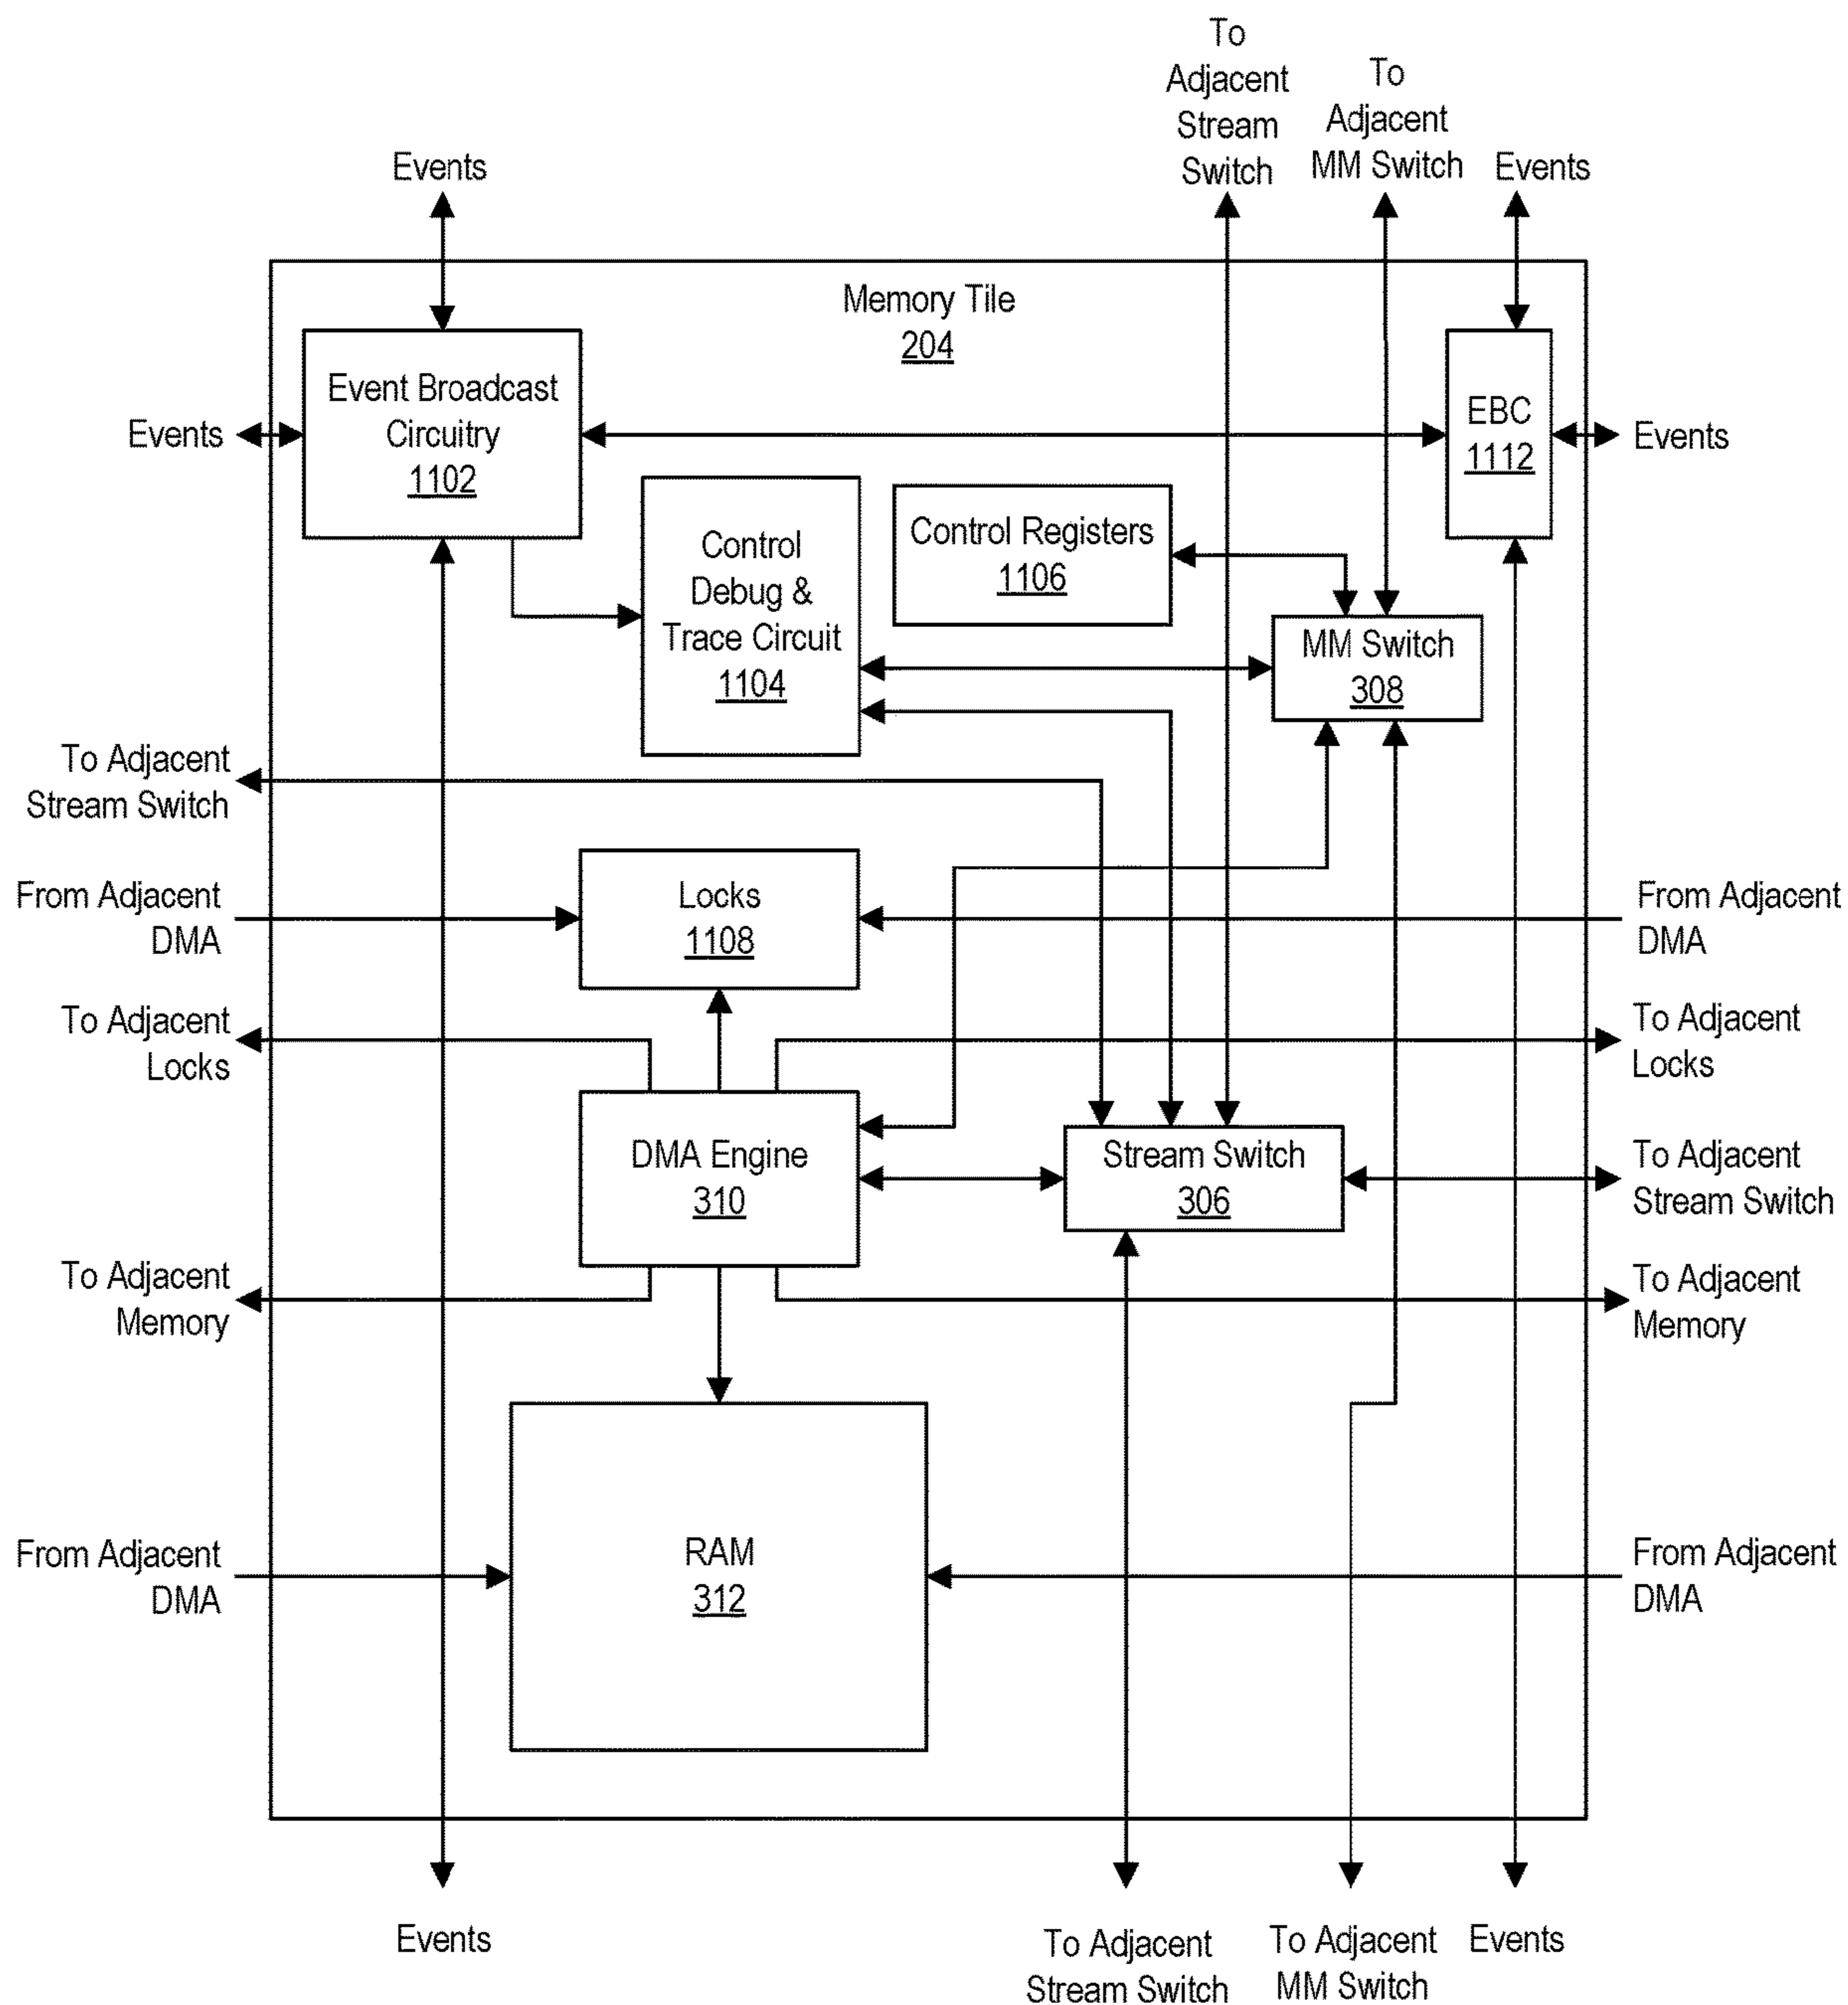 To
Adjacent
Stream
Switch
To
Adjacent
MM Switch
Events
Events
Memory Tile
204
Event Broadcast
Circuitry
1102
EBC
1112
Events
Events
Control Registers
1106
Control
Debug &
Trace Circuit
1104
MM Switch
308
To Adjacent
Stream Switch
From Adjacent
DMA
Locks
1108
From Adjacent
DMA
To Adjacent
Locks
To Adjacent
Locks
DMA Engine
310
Stream Switch
306
To Adjacent
Stream Switch
To Adjacent
Memory
To Adjacent
Memory
From Adjacent
DMA
RAM
312
From Adjacent
DMA
Events
To Adjacent
Stream Switch
To Adjacent
MM Switch
Events